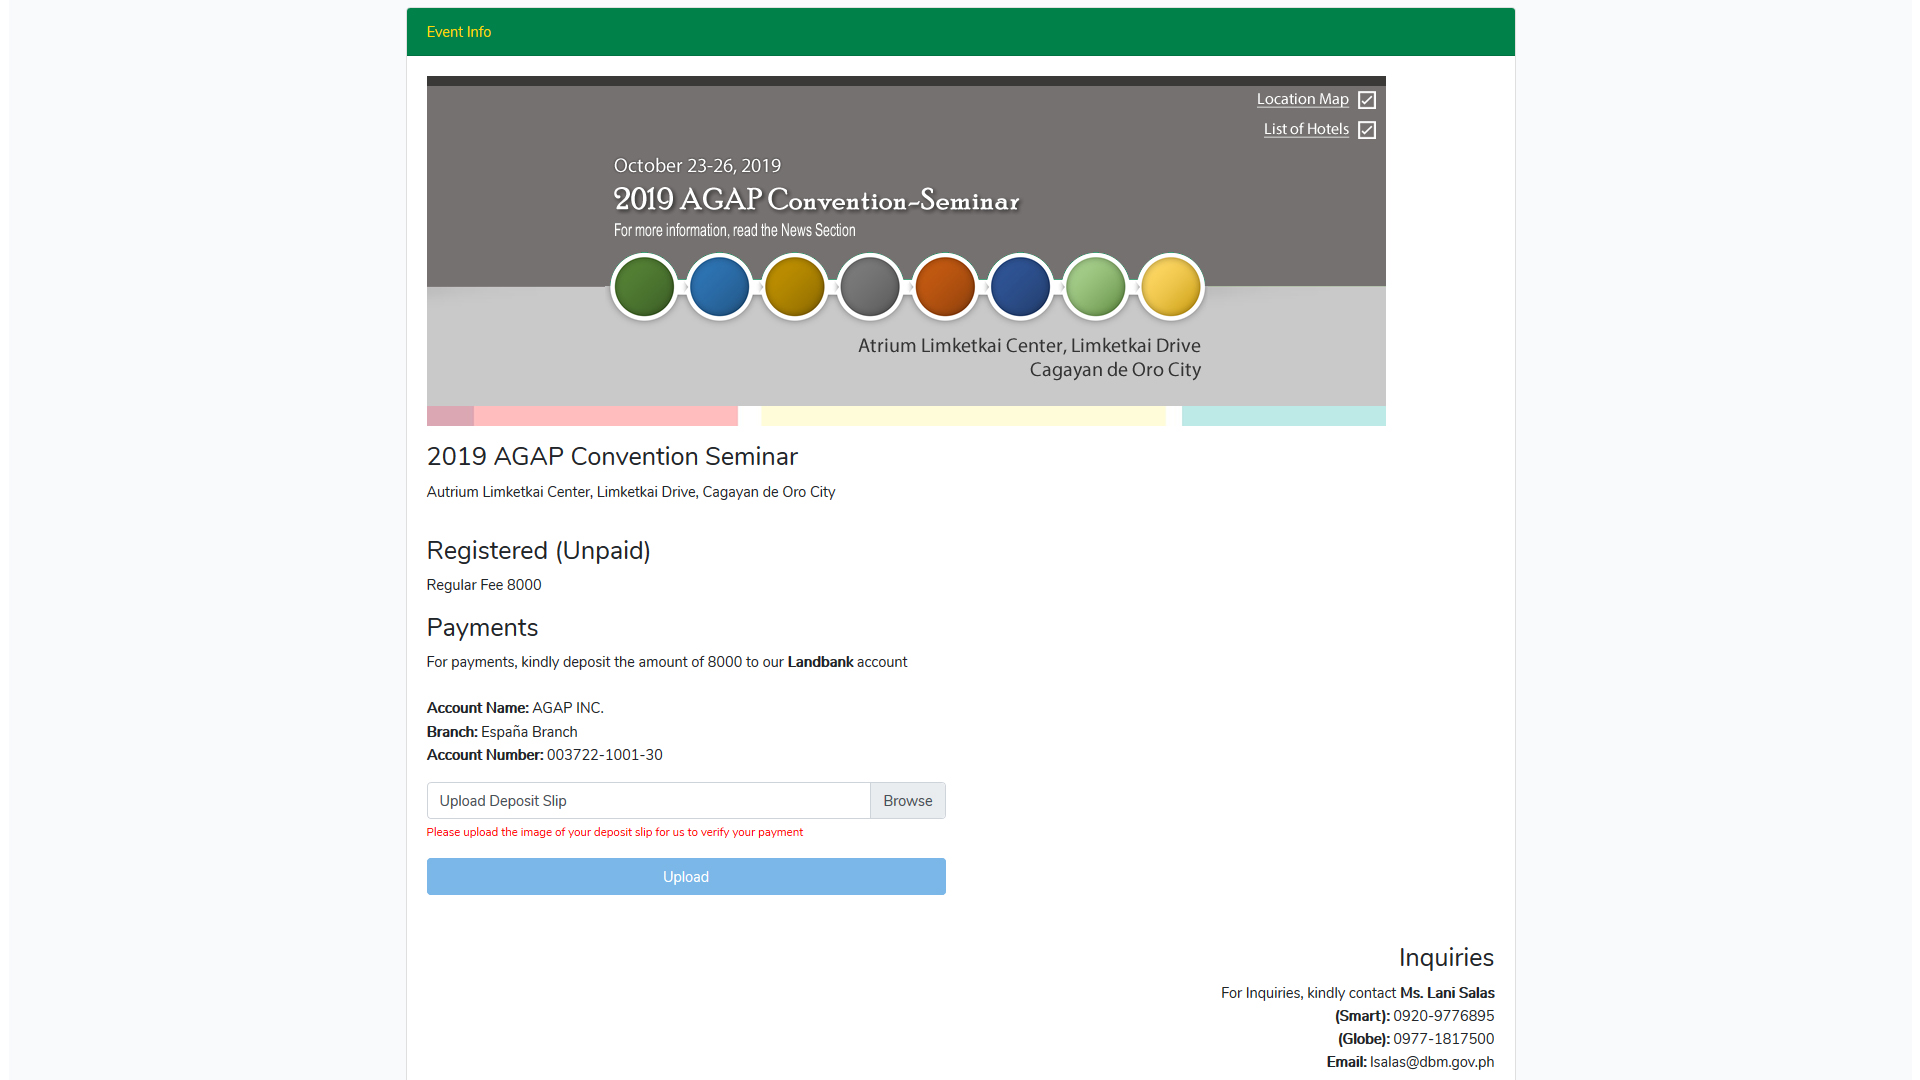 Event Info
Location Map
List of Hotels
October 23-26, 2019
2019 AGAP Convention-Seminar
For more information, read the News Section
Atrium Limketkai Center, Limketkai Drive
Cagayan de Oro City
2019 AGAP Convention Seminar
Autrium Limketkai Center, Limketkai Drive, Cagayan de Oro City
Registered (Unpaid)
Regular Fee 8000
Payments
For payments, kindly deposit the amount of 8000 to our Landbank account
Account Name: AGAP INC.
Branch: España Branch
Account Number: 003722-1001-30
Upload Deposit Slip Browse
Please upload the image of your deposit slip for us to verify your payment
Upload
Inquiries
For Inquiries, kindly contact Ms. Lani Salas
(Smart): 0920-9776895
(Globe): 0977-1817500
Email: lsalas@dbm.gov.ph